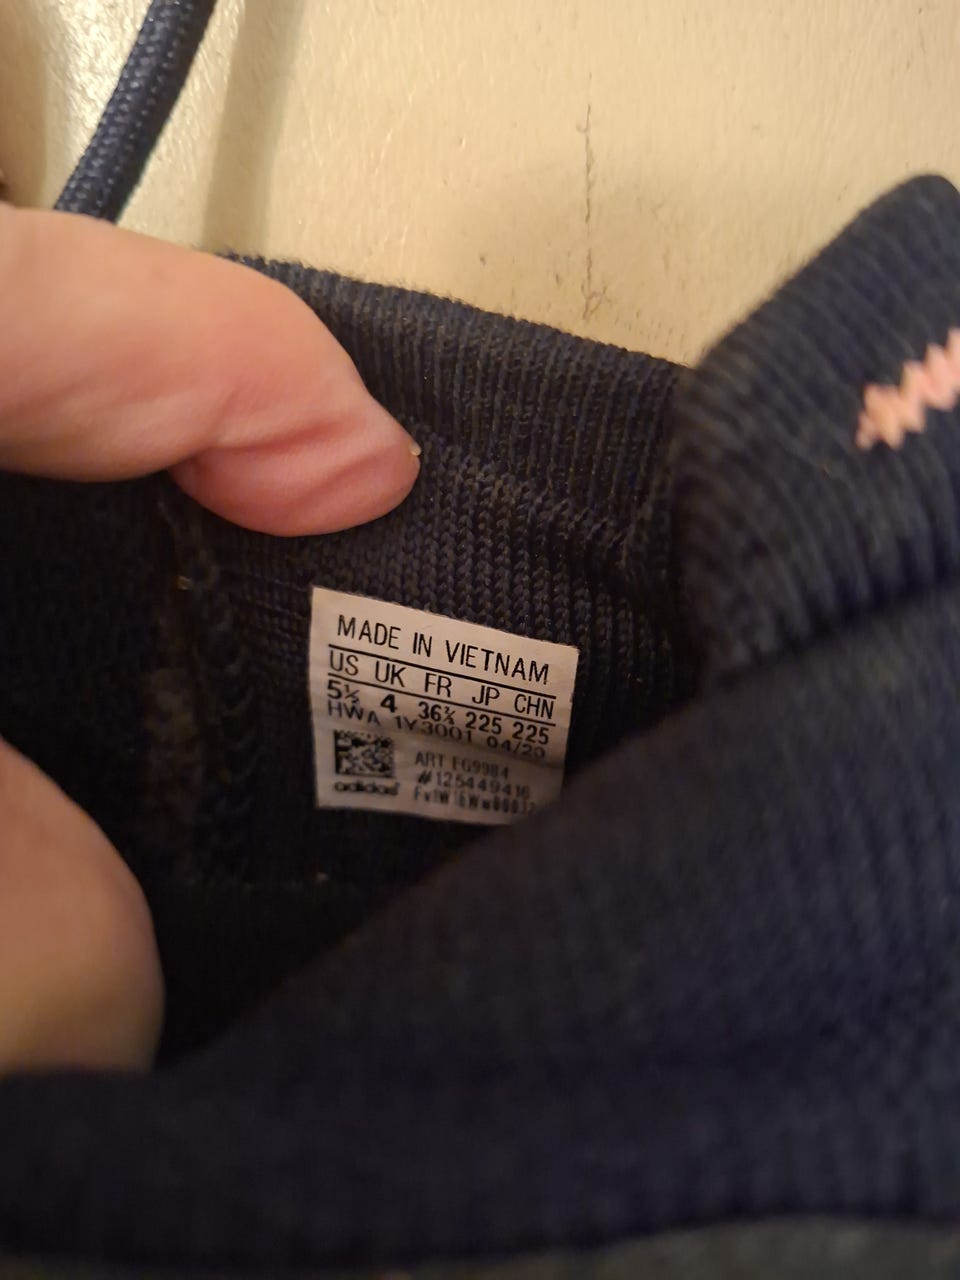 MADE IN VIETNAM
US UK FR JP CHN
5½ 4 36⅔ 225 225
HWA 1Y3001 04/20
ART EG9984
#125449416
adidas